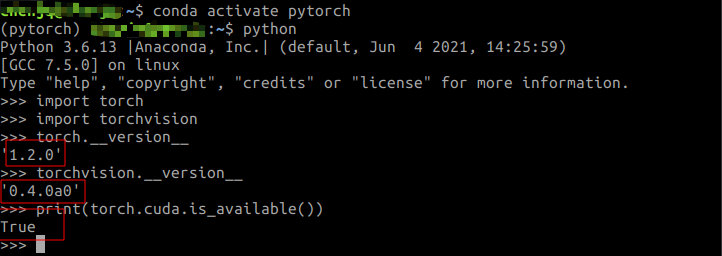 :~$ conda activate pytorch
(pytorch) :~$ python
Python 3.6.13 |Anaconda, Inc.| (default, Jun  4 2021, 14:25:59)
[GCC 7.5.0] on linux
Type "help", "copyright", "credits" or "license" for more information.
>>> import torch
>>> import torchvision
>>> torch.__version__
'1.2.0'
>>> torchvision.__version__
'0.4.0a0'
>>> print(torch.cuda.is_available())
True
>>>